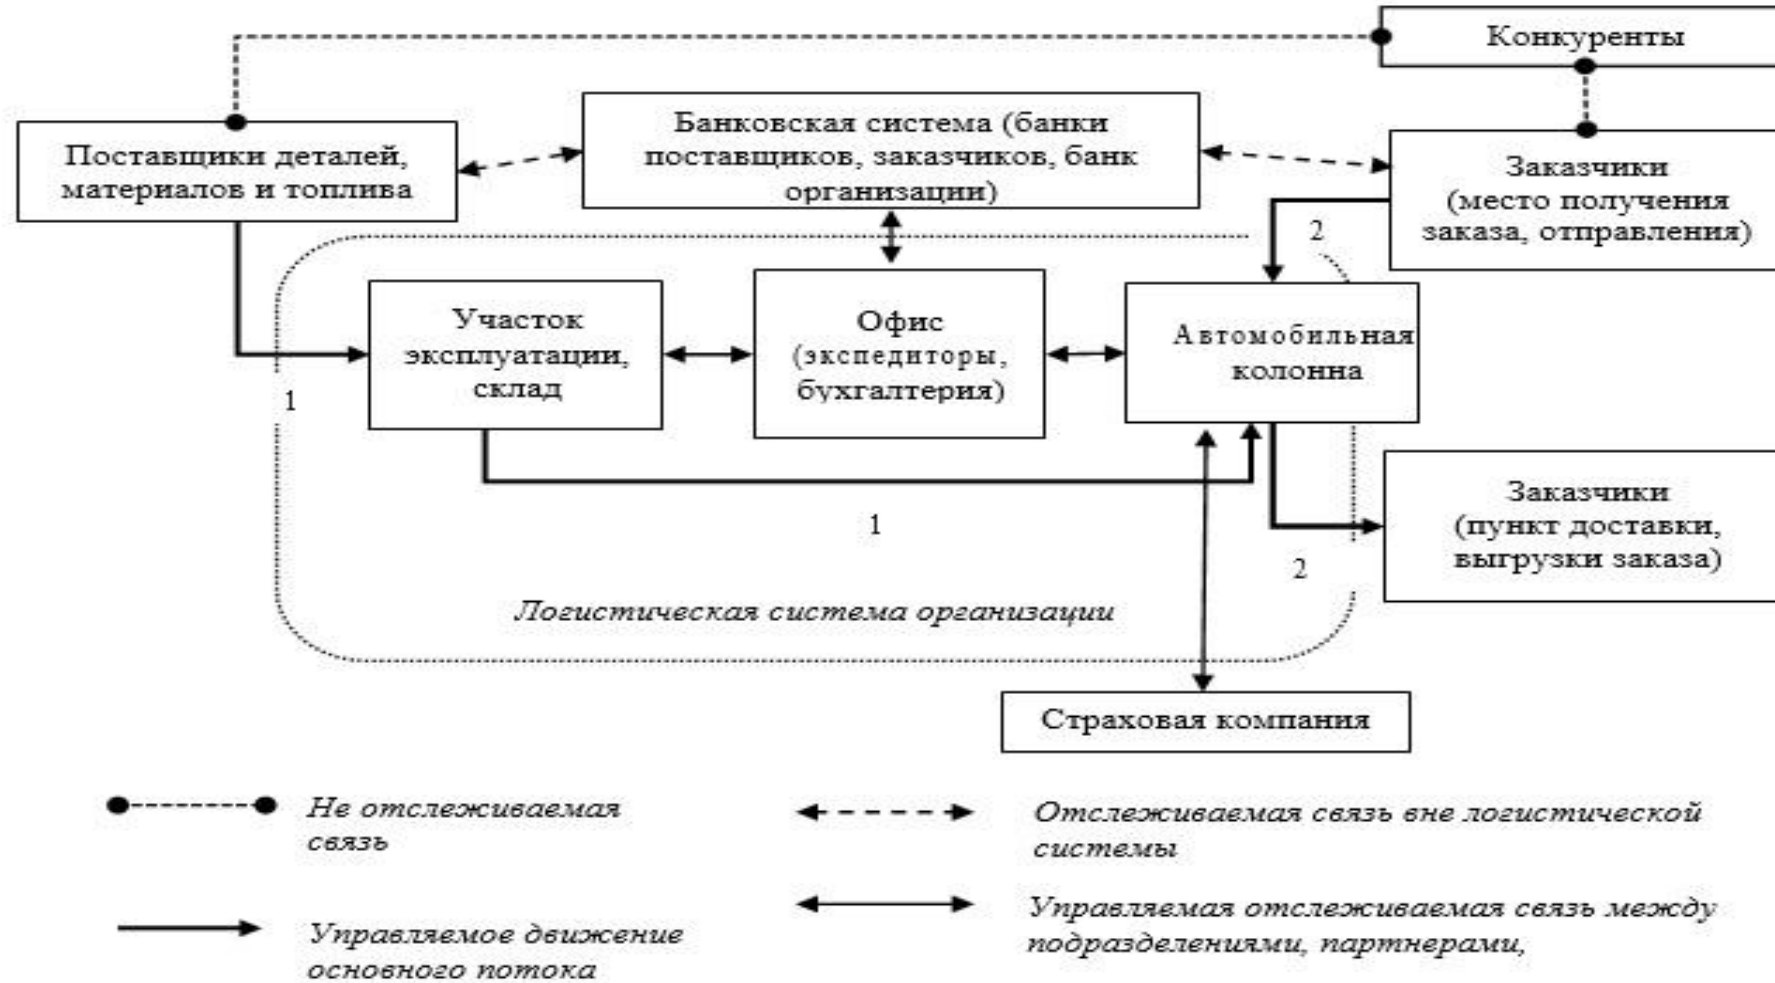 Конкуренты
Банковская система (банки
поставщиков, заказчиков, банк
организации)
Поставщики деталей,
материалов и топлива
Заказчики
(место получения
заказа, отправления)
2
Участок
эксплуатации,
склад
Офис
(экспедиторы,
бухгалтерия)
Автомобильная
колонна
1
Заказчики
(пункт доставки,
выгрузки заказа)
1
2
Логистическая система организации
Страховая компания
Не отслеживаемая
связь
Отслеживаемая связь вне логистической
системы
Управляемое движение
основного потока
Управляемая отслеживаемая связь между
подразделениями, партнерами,